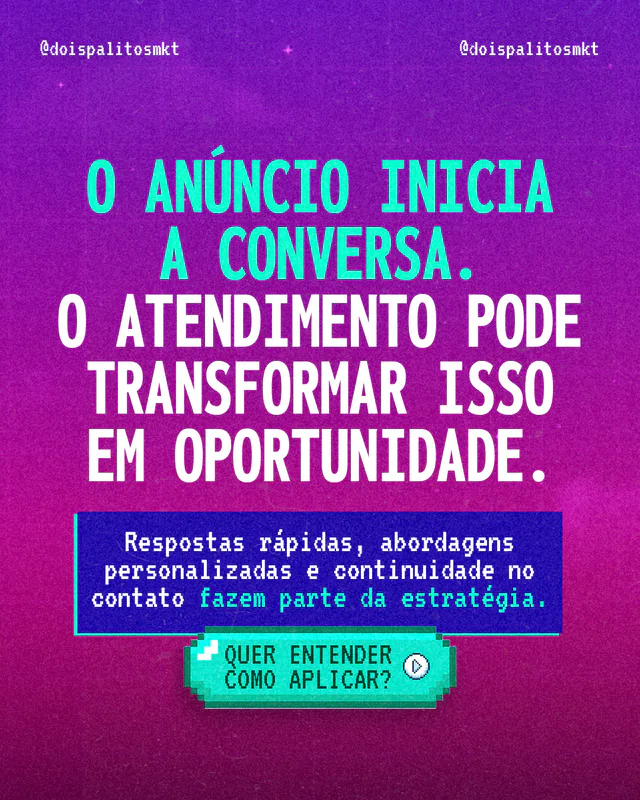 @doispalitosmkt
@doispalitosmkt
O ANÚNCIO INICIA
A CONVERSA.
O ATENDIMENTO PODE
TRANSFORMAR ISSO
EM OPORTUNIDADE.
Respostas rápidas, abordagens
personalizadas e continuidade no
contato fazem parte da estratégia.
QUER ENTENDER
COMO APLICAR?